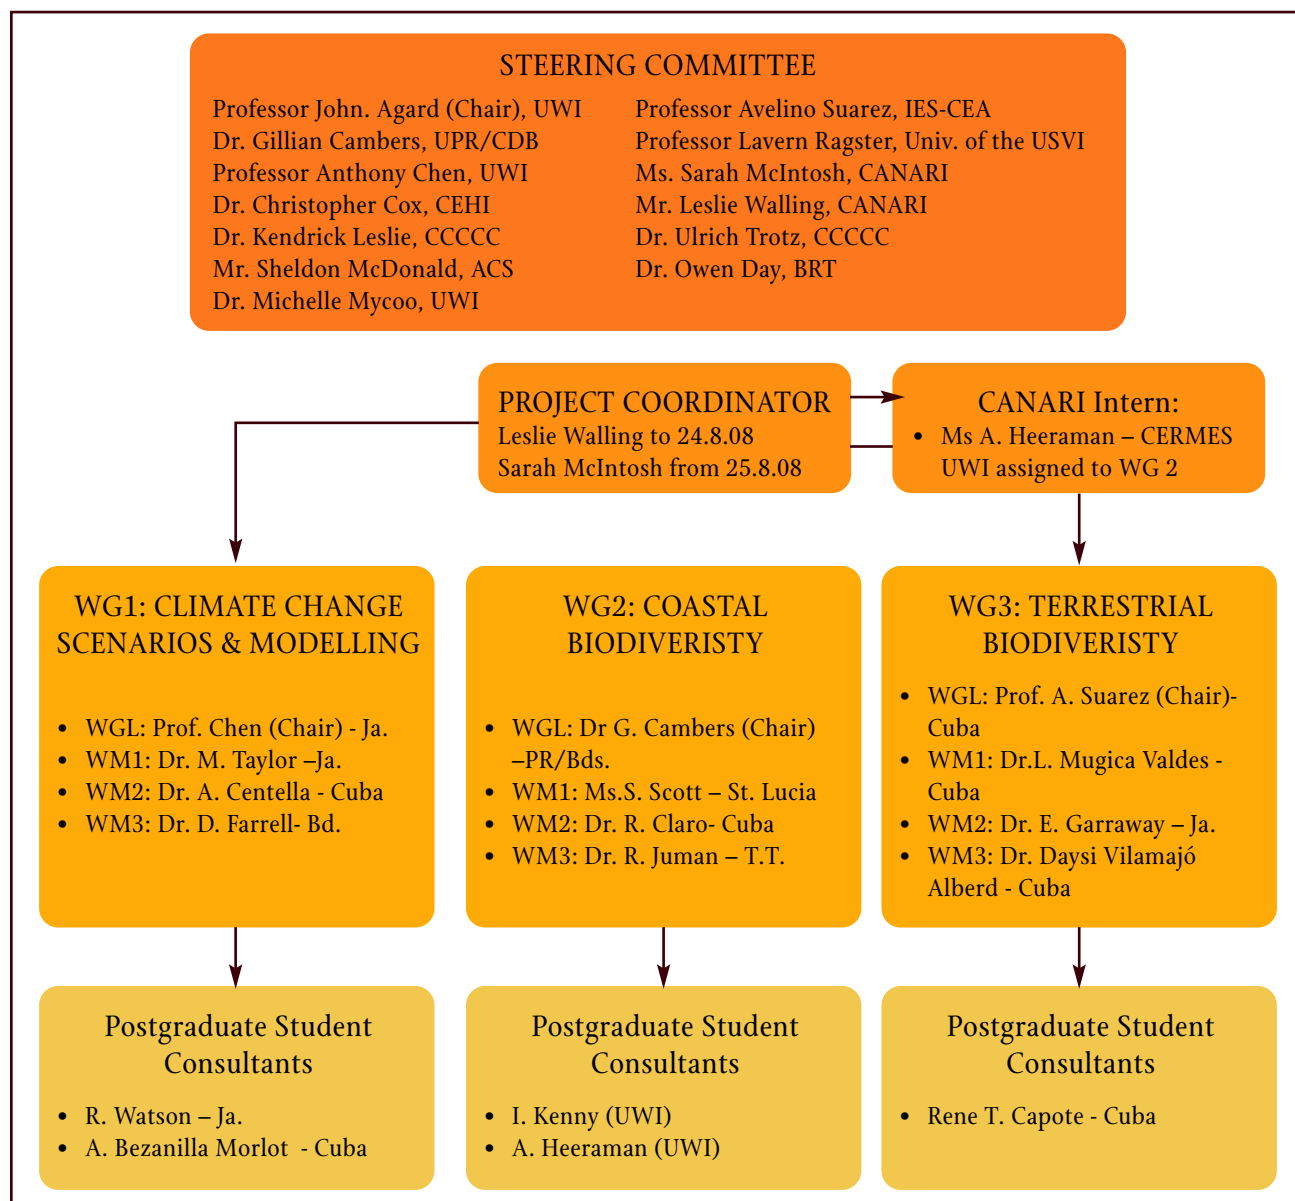 STEERING COMMITTEE
Professor John. Agard (Chair), UWI
Dr. Gillian Cambers, UPR/CDB
Professor Anthony Chen, UWI
Dr. Christopher Cox, CEHI
Dr. Kendrick Leslie, CCCCC
Mr. Sheldon McDonald, ACS
Dr. Michelle Mycoo, UWI
Professor Avelino Suarez, IES-CEA
Professor Lavern Ragster, Univ. of the USVI
Ms. Sarah McIntosh, CANARI
Mr. Leslie Walling, CANARI
Dr. Ulrich Trotz, CCCCC
Dr. Owen Day, BRT
PROJECT COORDINATOR
Leslie Walling to 24.8.08
Sarah McIntosh from 25.8.08
CANARI Intern:
• Ms A. Heeraman – CERMES
UWI assigned to WG 2
WG1: CLIMATE CHANGE
SCENARIOS & MODELLING
• WGL: Prof. Chen (Chair) - Ja.
• WM1: Dr. M. Taylor –Ja.
• WM2: Dr. A. Centella - Cuba
• WM3: Dr. D. Farrell- Bd.
WG2: COASTAL
BIODIVERISTY
• WGL: Dr G. Cambers (Chair)
–PR/Bds.
• WM1: Ms.S. Scott – St. Lucia
• WM2: Dr. R. Claro- Cuba
• WM3: Dr. R. Juman – T.T.
WG3: TERRESTRIAL
BIODIVERISTY
• WGL: Prof. A. Suarez (Chair)-
Cuba
• WM1: Dr.L. Mugica Valdes -
Cuba
• WM2: Dr. E. Garraway – Ja.
• WM3: Dr. Daysi Vilamajó
Alberd - Cuba
Postgraduate Student
Consultants
• R. Watson – Ja.
• A. Bezanilla Morlot - Cuba
Postgraduate Student
Consultants
• I. Kenny (UWI)
• A. Heeraman (UWI)
Postgraduate Student
Consultants
• Rene T. Capote - Cuba